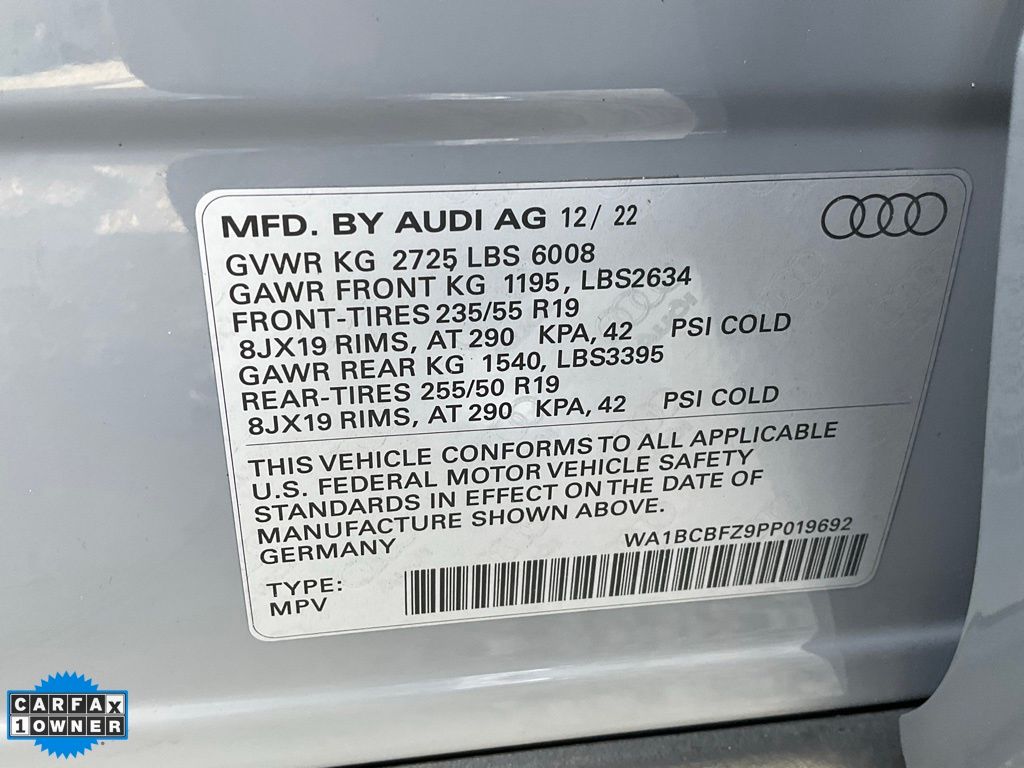 MFD. BY AUDI AG 12/ 22
GVWR KG 2725 LBS 6008
GAWR FRONT KG 1195, LBS2634
FRONT-TIRES 235/55 R19
8JX19 RIMS, AT 290 KPA, 42 PSI COLD
GAWR REAR KG 1540, LBS3395
REAR-TIRES 255/50 R19
8JX19 RIMS, AT 290 KPA, 42 PSI COLD
THIS VEHICLE CONFORMS TO ALL APPLICABLE
U.S. FEDERAL MOTOR VEHICLE SAFETY
STANDARDS IN EFFECT ON THE DATE OF
MANUFACTURE SHOWN ABOVE.
GERMANY
WA1BCBFZ9PP019692
TYPE:
MPV
CARFAX
1 OWNER